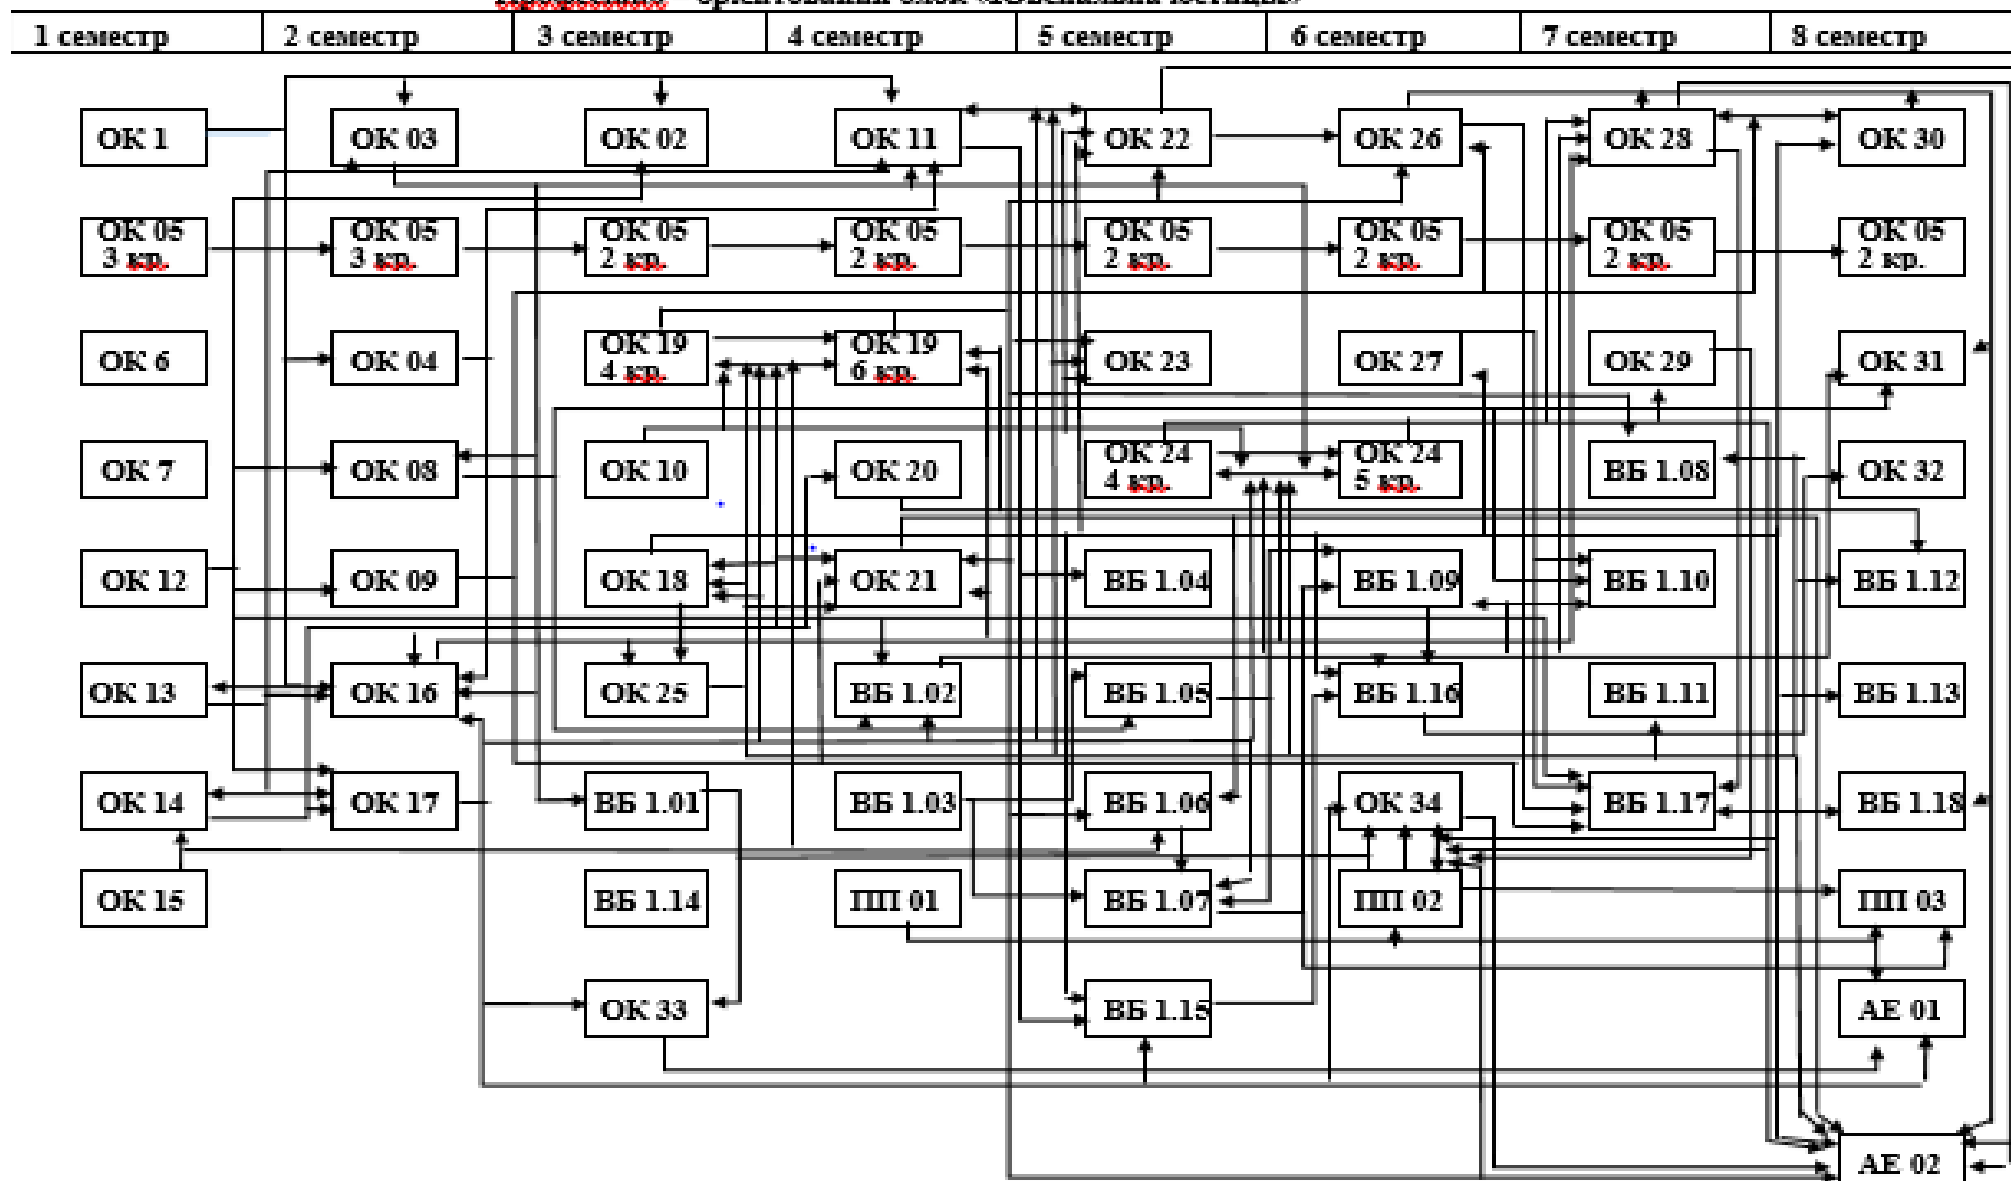 1 семестр 2 семестр 3 семестр 4 семестр 5 семестр 6 семестр 7 семестр 8 семестр
ОК 1 ОК 03 ОК 02 ОК 11 ОК 22 ОК 26 ОК 28 ОК 30
ОК 05 ОК 05 ОК 05 ОК 05 ОК 05 ОК 05 ОК 05 ОК 05
3 кр. 3 кр. 2 кр. 2 кр. 2 кр. 2 кр. 2 кр. 2 кр.
ОК 6 ОК 04 ОК 19 ОК 19 ОК 23 ОК 27 ОК 29 ОК 31
4 кр. 6 кр.
ОК 7 ОК 08 ОК 10 ОК 20 ОК 24 ОК 24 ВБ 1.08 ОК 32
4 кр. 5 кр.
ОК 12 ОК 09 ОК 18 ОК 21 ВБ 1.04 ВБ 1.09 ВБ 1.10 ВБ 1.12
ОК 13 ОК 16 ОК 25 ВБ 1.02 ВБ 1.05 ВБ 1.16 ВБ 1.11 ВБ 1.13
ОК 14 ОК 17 ВБ 1.01 ВБ 1.03 ВБ 1.06 ОК 34 ВБ 1.17 ВБ 1.18
ОК 15 ВБ 1.14 ПП 01 ВБ 1.07 ПП 02 ПП 03
ОК 33 ВБ 1.15 АЕ 01
АЕ 02